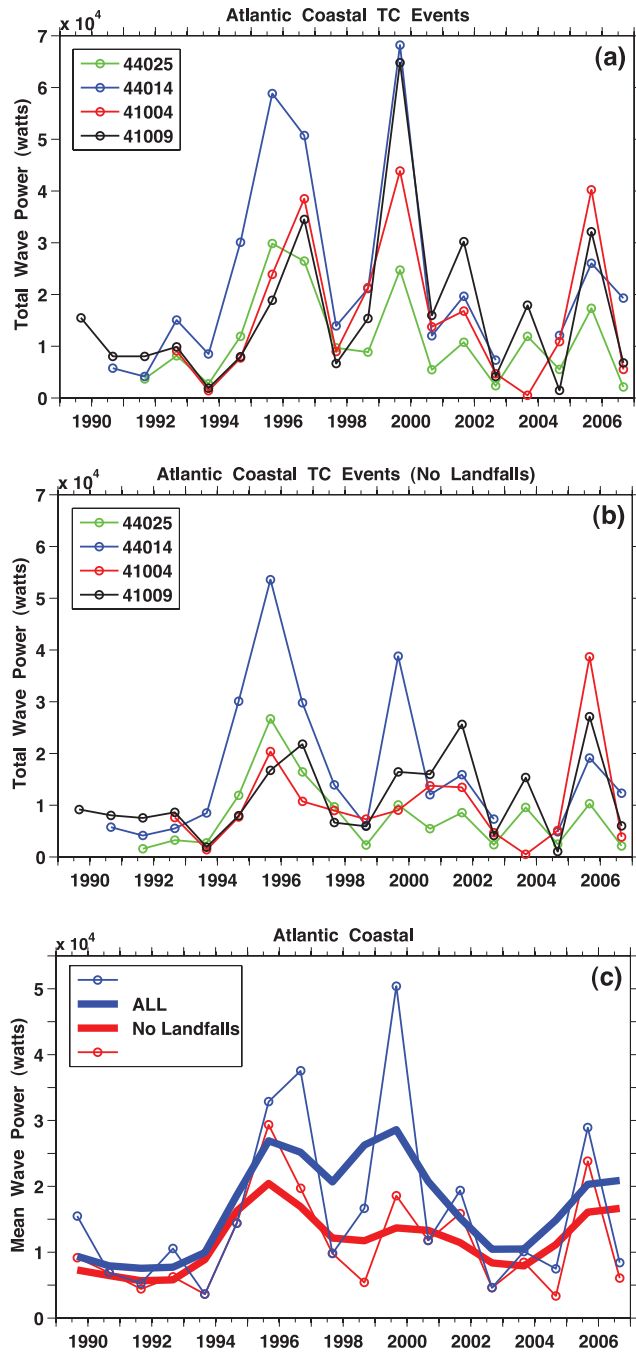 Atlantic Coastal TC Events
x 10^4
(a)
44025
44014
41004
41009
Total Wave Power (watts)
7
6
5
4
3
2
1
0
1990 1992 1994 1996 1998 2000 2002 2004 2006
Atlantic Coastal TC Events (No Landfalls)
x 10^4
(b)
44025
44014
41004
41009
Total Wave Power (watts)
7
6
5
4
3
2
1
0
1990 1992 1994 1996 1998 2000 2002 2004 2006
Atlantic Coastal
x 10^4
(c)
ALL
No Landfalls
Mean Wave Power (watts)
5
4
3
2
1
0
1990 1992 1994 1996 1998 2000 2002 2004 2006